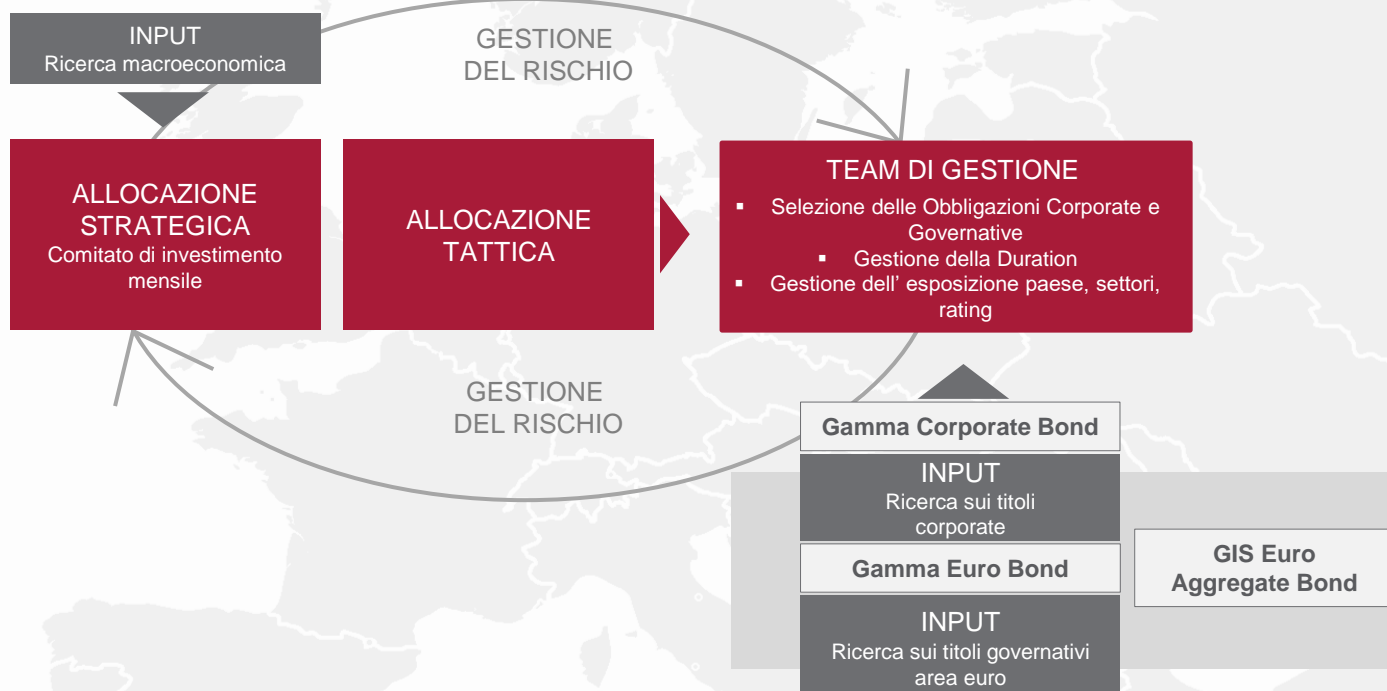 INPUT
Ricerca macroeconomica
GESTIONE
DEL RISCHIO
ALLOCAZIONE
STRATEGICA
Comitato di investimento
mensile
ALLOCAZIONE
TATTICA
TEAM DI GESTIONE
▪ Selezione delle Obbligazioni Corporate e
Governative
▪ Gestione della Duration
▪ Gestione dell’ esposizione paese, settori,
rating
GESTIONE
DEL RISCHIO
Gamma Corporate Bond
INPUT
Ricerca sui titoli
corporate
Gamma Euro Bond
INPUT
Ricerca sui titoli governativi
area euro
GIS Euro
Aggregate Bond